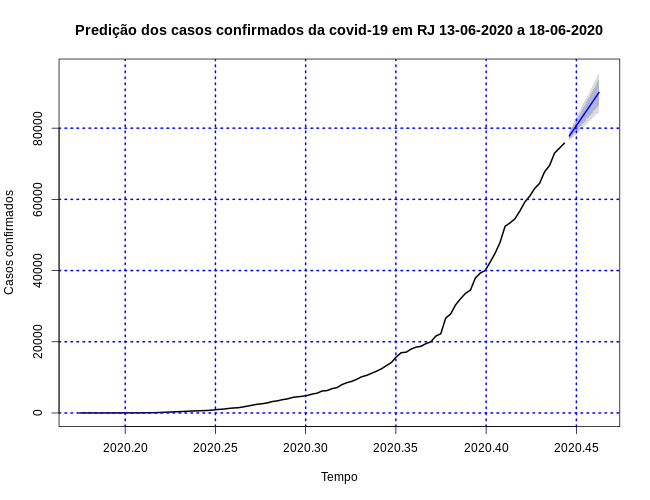 Predição dos casos confirmados da covid-19 em RJ 13-06-2020 a 18-06-2020
Casos confirmados
80000
60000
40000
20000
0
2020.20 2020.25 2020.30 2020.35 2020.40 2020.45
Tempo